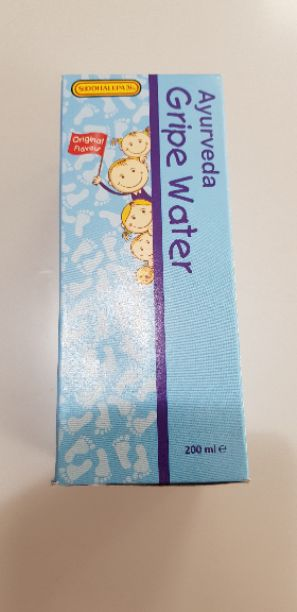 SIDDHALEPA
Original
Flavour
Ayurveda
Gripe Water
200 ml ℮